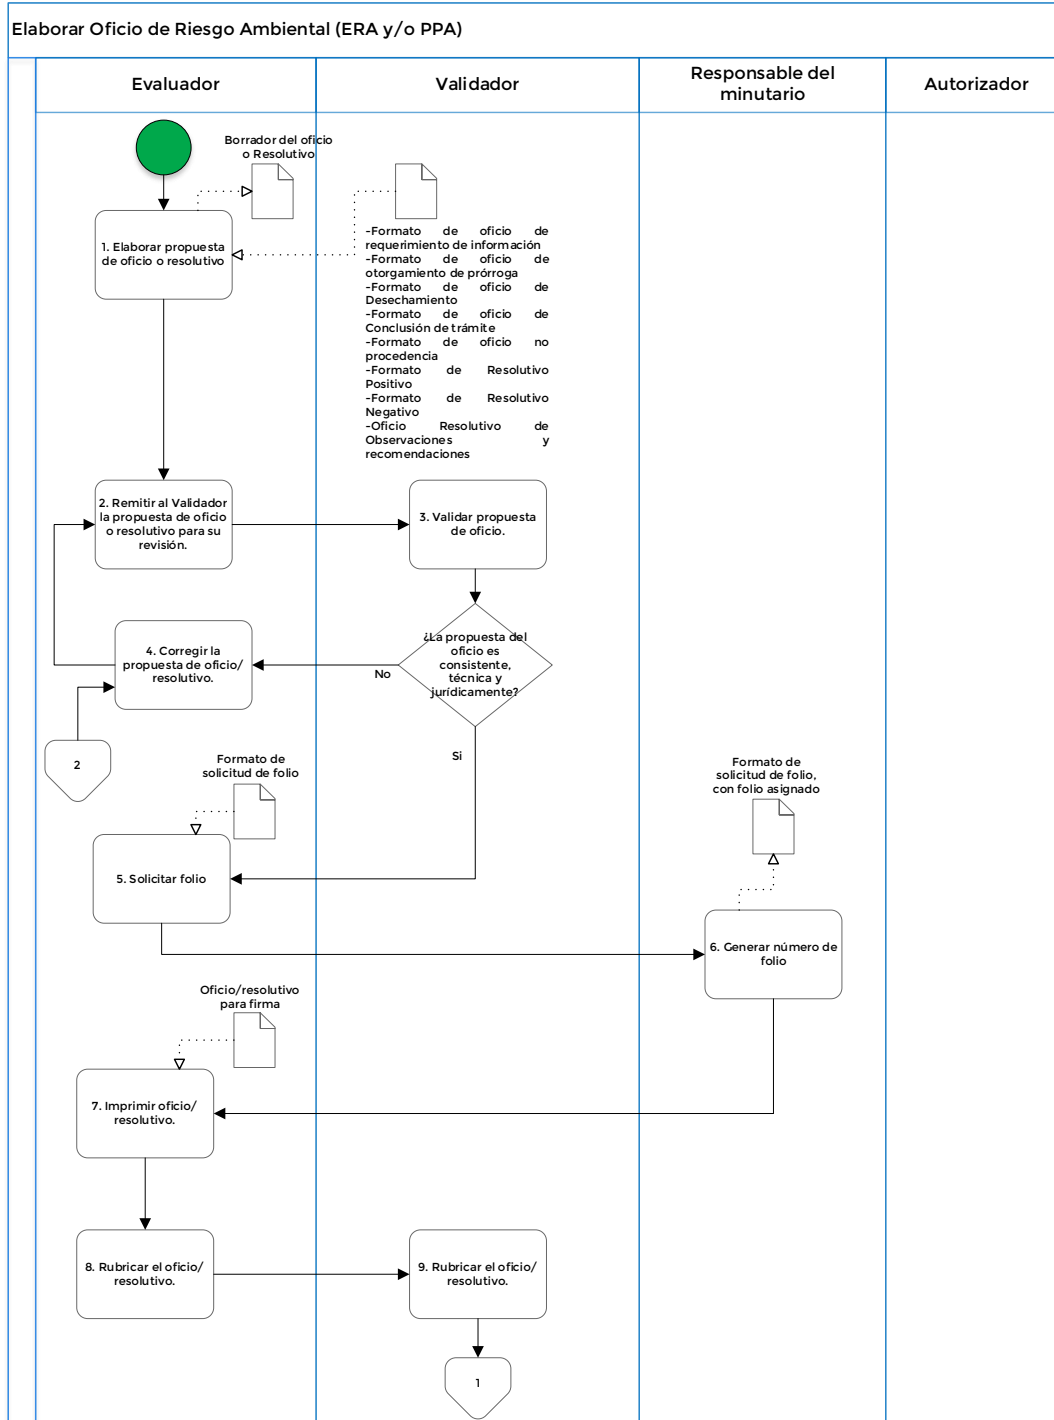 Elaborar Oficio de Riesgo Ambiental (ERA y/o PPA)
Evaluador
Validador
Responsable del
minutario
Autorizador
Borrador del oficio
o Resolutivo
1. Elaborar propuesta
de oficio o resolutivo
-Formato de oficio de
requerimiento de información
-Formato de oficio de
otorgamiento de prórroga
-Formato de oficio de
Desechamiento
-Formato de oficio de
Conclusión de trámite
-Formato de oficio no
procedencia
-Formato de Resolutivo
Positivo
-Formato de Resolutivo
Negativo
-Oficio Resolutivo de
Observaciones y
recomendaciones
2. Remitir al Validador
la propuesta de oficio
o resolutivo para su
revisión.
3. Validar propuesta
de oficio.
¿La propuesta del
oficio es
consistente,
técnica y
jurídicamente?
No
4. Corregir la
propuesta de oficio/
resolutivo.
2
Si
Formato de
solicitud de folio
5. Solicitar folio
Formato de
solicitud de folio,
con folio asignado
6. Generar número de
folio
Oficio/resolutivo
para firma
7. Imprimir oficio/
resolutivo.
8. Rubricar el oficio/
resolutivo.
9. Rubricar el oficio/
resolutivo.
1